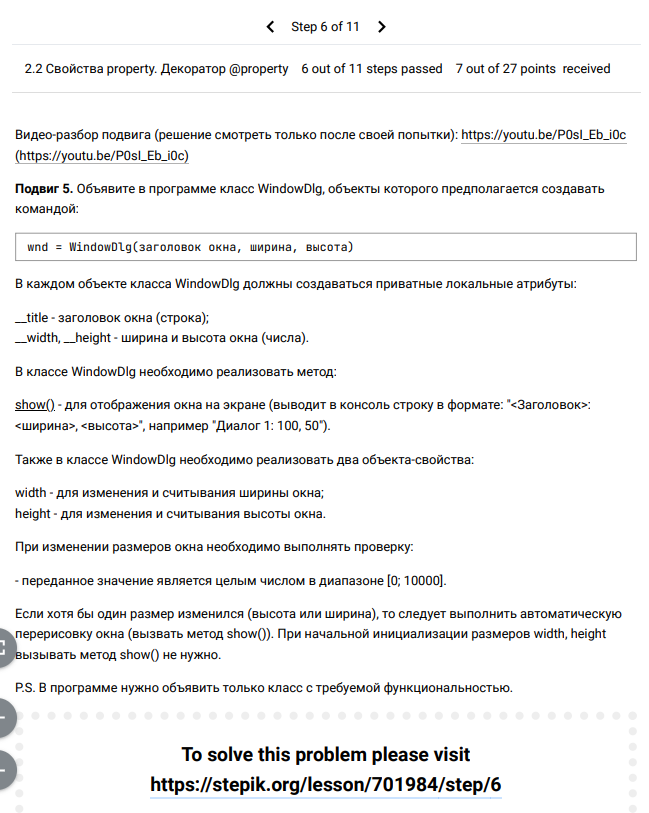 Step 6 of 11
2.2 Свойства property. Декоратор @property 6 out of 11 steps passed 7 out of 27 points received
Видео-разбор подвига (решение смотреть только после своей попытки): https://youtu.be/P0sl_Eb_i0c
(https://youtu.be/P0sl_Eb_i0c)
Подвиг 5. Объявите в программе класс WindowDlg, объекты которого предполагается создавать
командой:
wnd = WindowDlg(заголовок окна, ширина, высота)
В каждом объекте класса WindowDlg должны создаваться приватные локальные атрибуты:
__title - заголовок окна (строка);
__width, __height - ширина и высота окна (числа).
В классе WindowDlg необходимо реализовать метод:
show() - для отображения окна на экране (выводит в консоль строку в формате: "<Заголовок>:
<ширина>, <высота>", например "Диалог 1: 100, 50").
Также в классе WindowDlg необходимо реализовать два объекта-свойства:
width - для изменения и считывания ширины окна;
height - для изменения и считывания высоты окна.
При изменении размеров окна необходимо выполнять проверку:
- переданное значение является целым числом в диапазоне [0; 10000].
Если хотя бы один размер изменился (высота или ширина), то следует выполнить автоматическую
перерисовку окна (вызвать метод show()). При начальной инициализации размеров width, height
вызывать метод show() не нужно.
P.S. В программе нужно объявить только класс с требуемой функциональностью.
To solve this problem please visit
https://stepik.org/lesson/701984/step/6